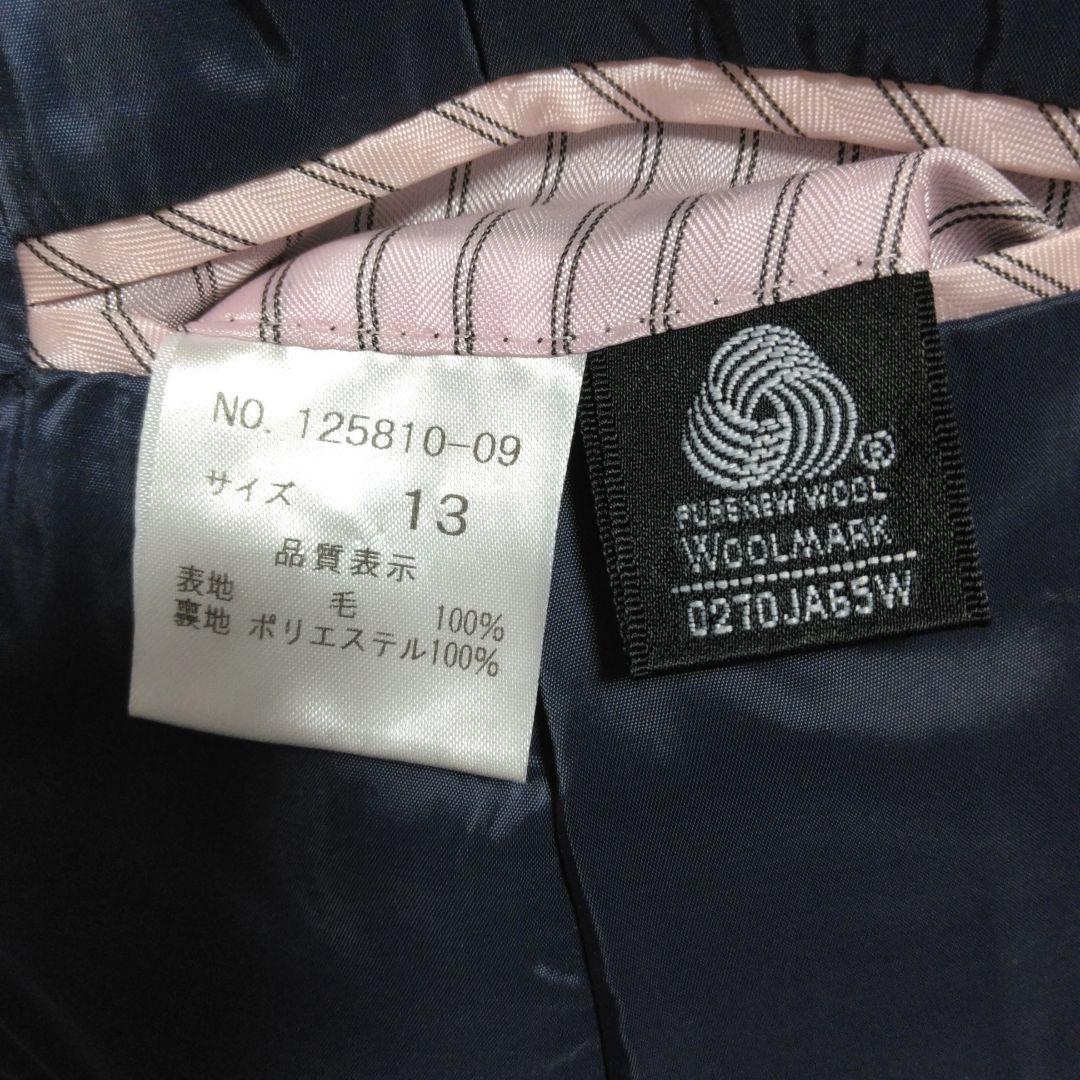 NO. 125810-09
サイズ 13
品質表示
表地 毛 100%
裏地 ポリエステル100%
®
PURE NEW WOOL
WOOLMARK
0270JA65W